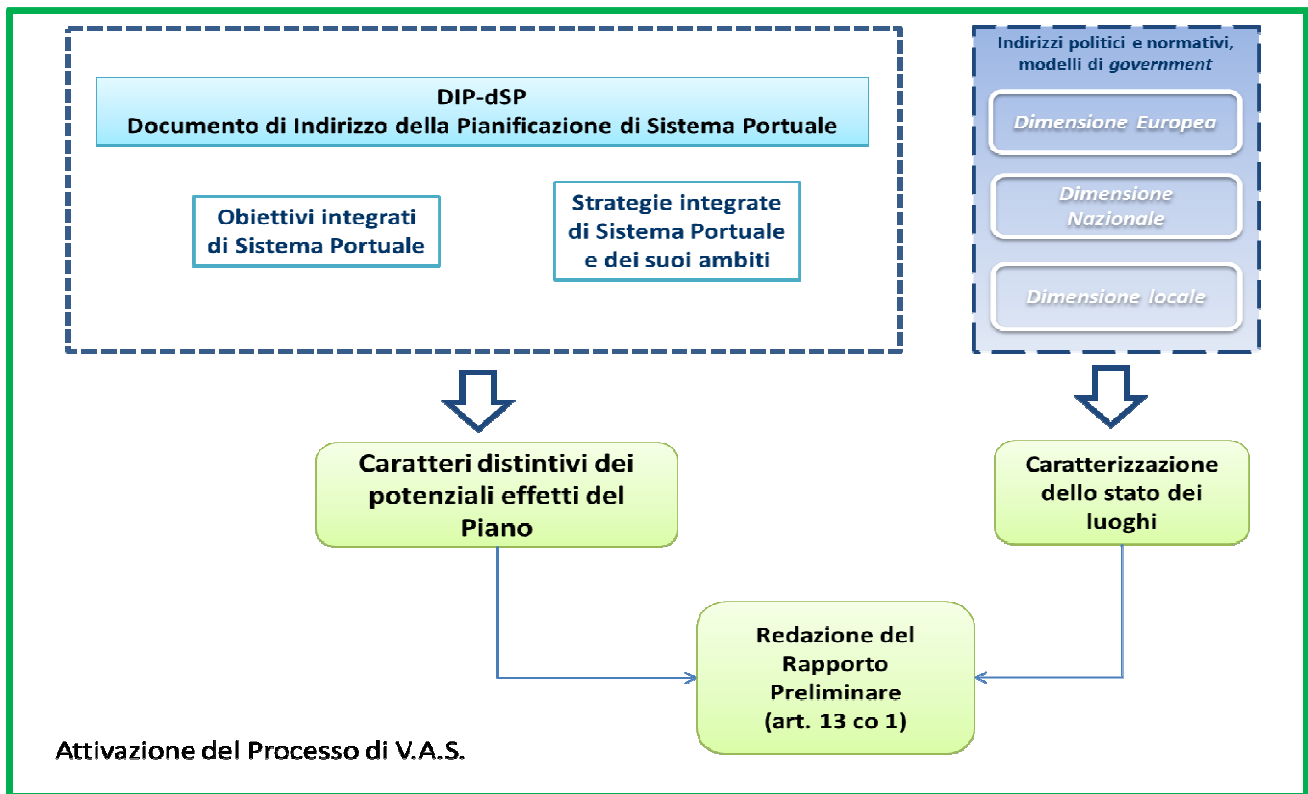 DIP-dSP
Documento di Indirizzo della Pianificazione di Sistema Portuale
Obiettivi integrati
di Sistema Portuale
Strategie integrate
di Sistema Portuale
e dei suoi ambiti
Indirizzi politici e normativi,
modelli di government
Dimensione Europea
Dimensione
Nazionale
Dimensione locale
Caratteri distintivi dei
potenziali effetti del
Piano
Caratterizzazione
dello stato dei
luoghi
Redazione del
Rapporto
Preliminare
(art. 13 co 1)
Attivazione del Processo di V.A.S.